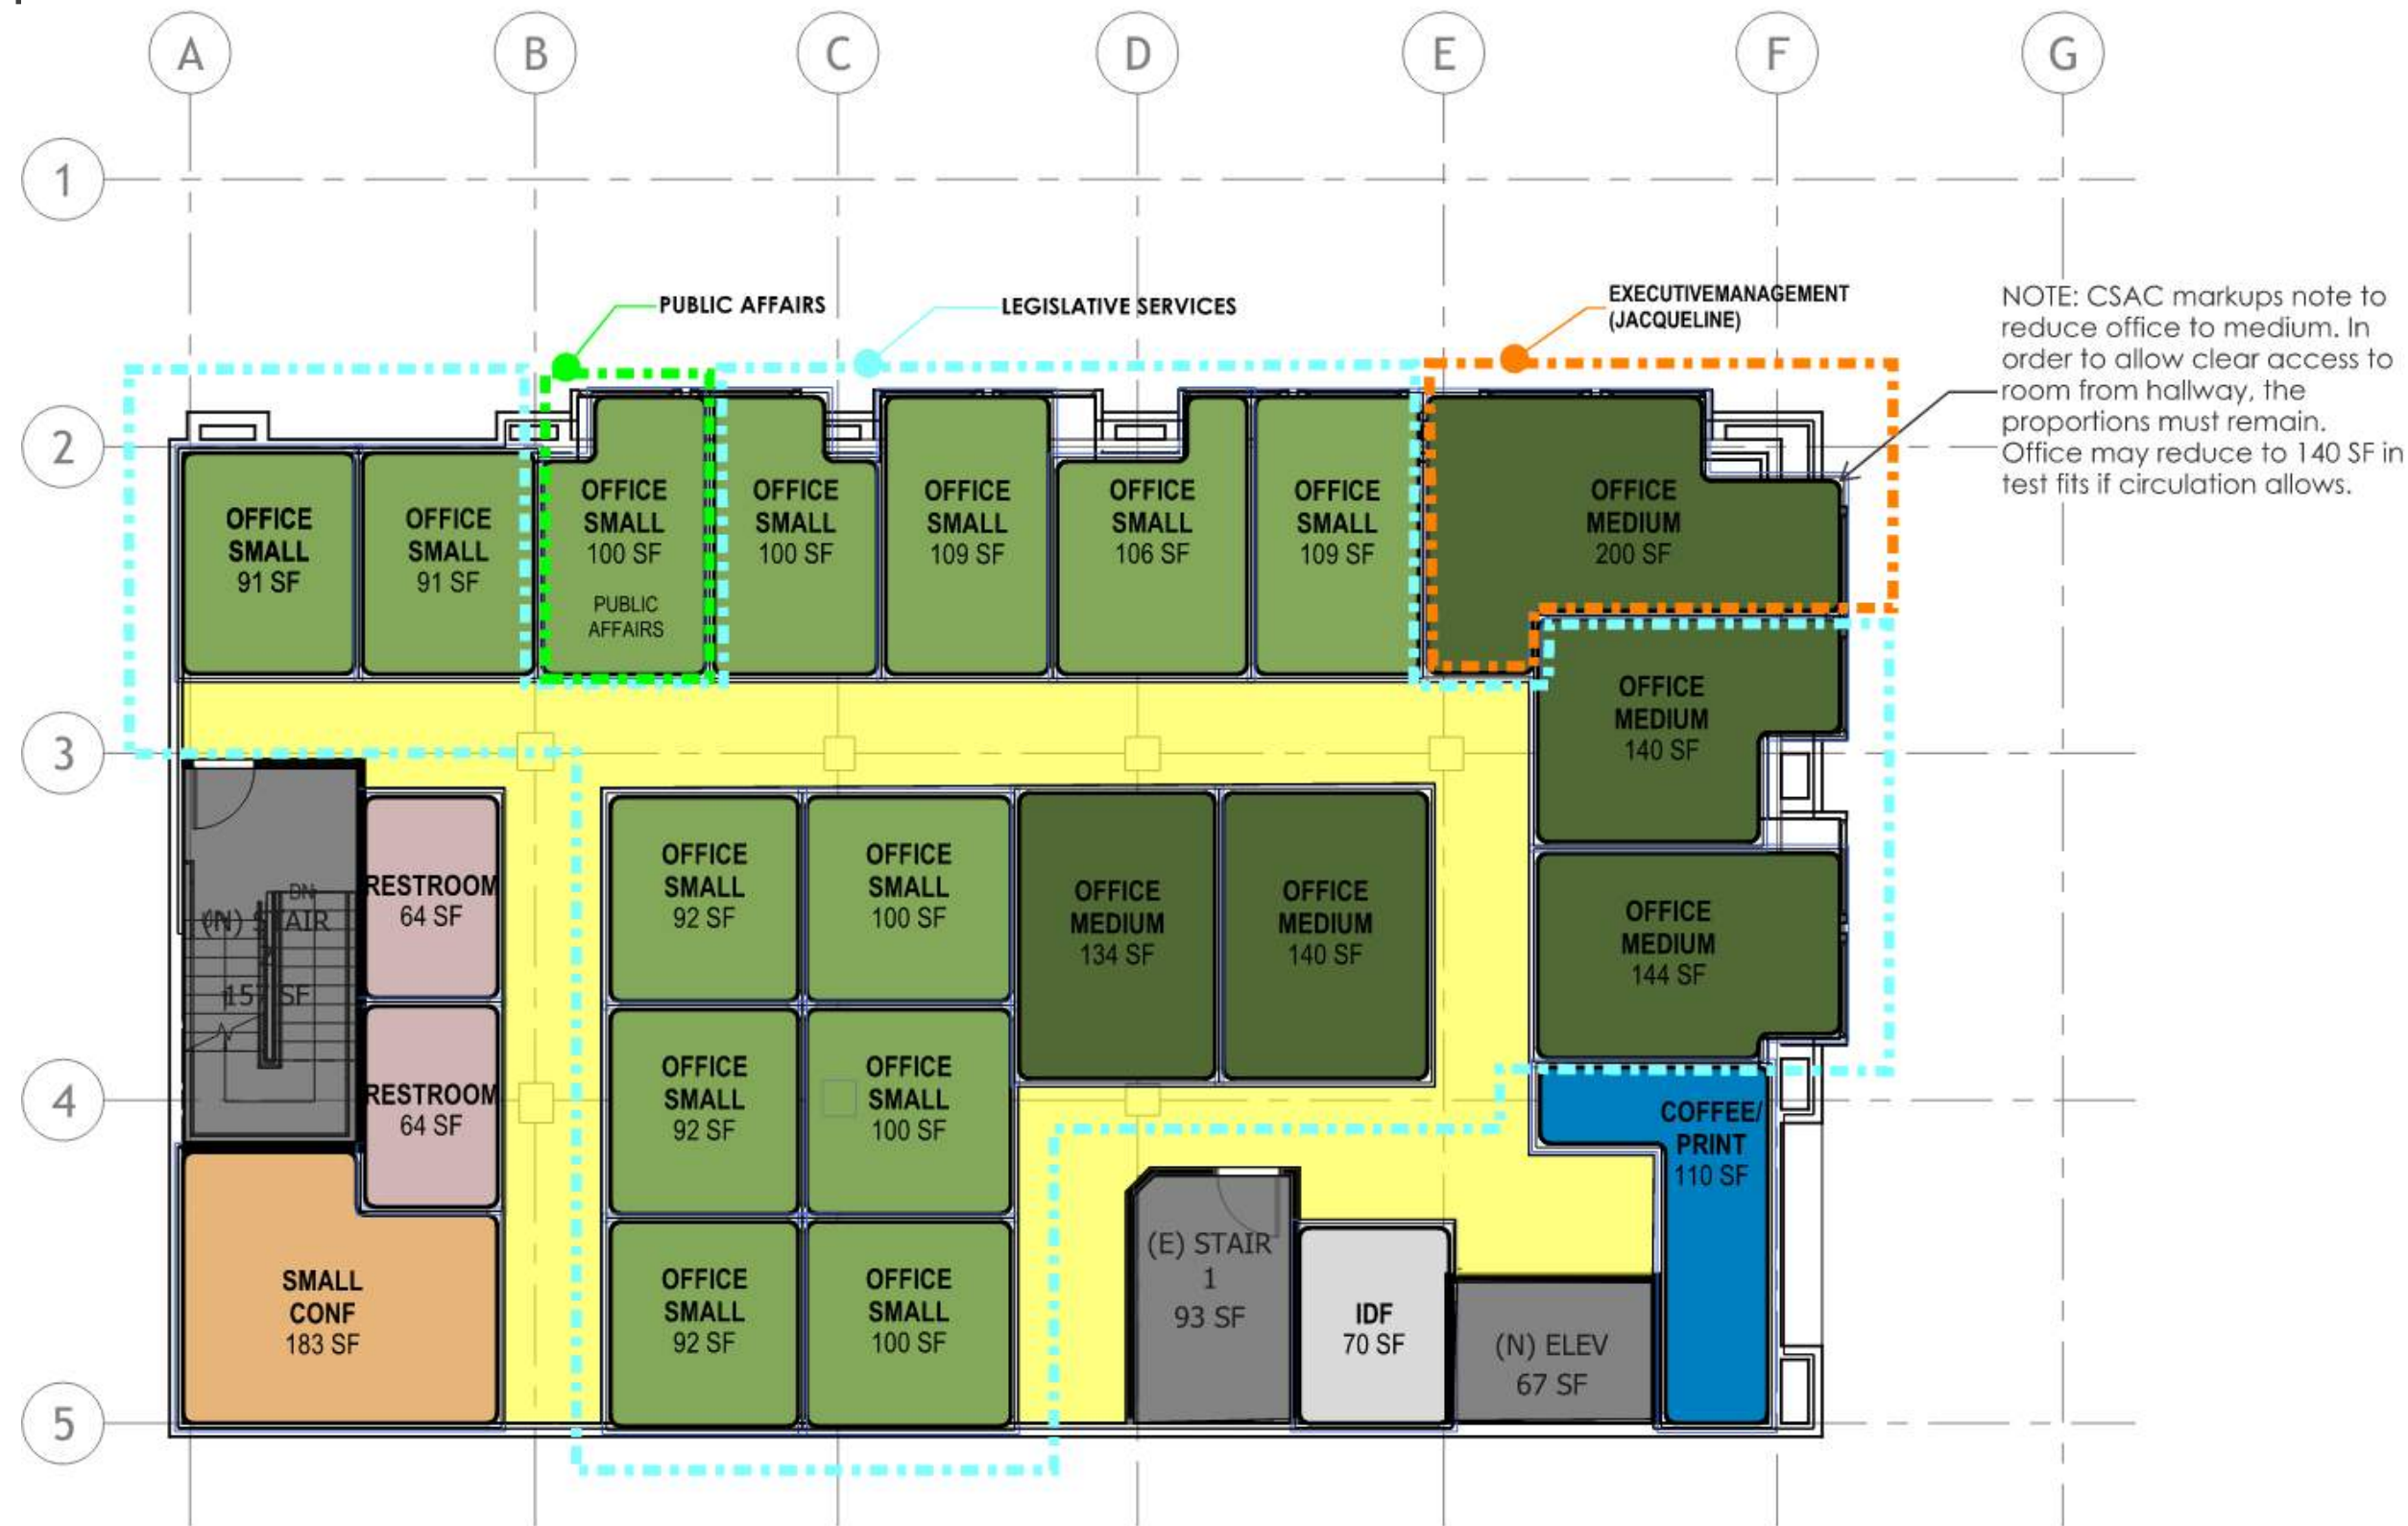 A
B
C
D
E
F
G
1
2
3
4
5
PUBLIC AFFAIRS
LEGISLATIVE SERVICES
EXECUTIVEMANAGEMENT
(JACQUELINE)
NOTE: CSAC markups note to
reduce office to medium. In
order to allow clear access to
room from hallway, the
proportions must remain.
Office may reduce to 140 SF in
test fits if circulation allows.
OFFICE
SMALL
91 SF
OFFICE
SMALL
91 SF
OFFICE
SMALL
100 SF
PUBLIC
AFFAIRS
OFFICE
SMALL
100 SF
OFFICE
SMALL
109 SF
OFFICE
SMALL
106 SF
OFFICE
SMALL
109 SF
OFFICE
MEDIUM
200 SF
OFFICE
MEDIUM
140 SF
DN
(N) STAIR
157 SF
RESTROOM
64 SF
OFFICE
SMALL
92 SF
OFFICE
SMALL
100 SF
OFFICE
MEDIUM
134 SF
OFFICE
MEDIUM
140 SF
OFFICE
MEDIUM
144 SF
RESTROOM
64 SF
OFFICE
SMALL
92 SF
OFFICE
SMALL
100 SF
COFFEE/
PRINT
110 SF
SMALL
CONF
183 SF
OFFICE
SMALL
92 SF
OFFICE
SMALL
100 SF
(E) STAIR
1
93 SF
IDF
70 SF
(N) ELEV
67 SF